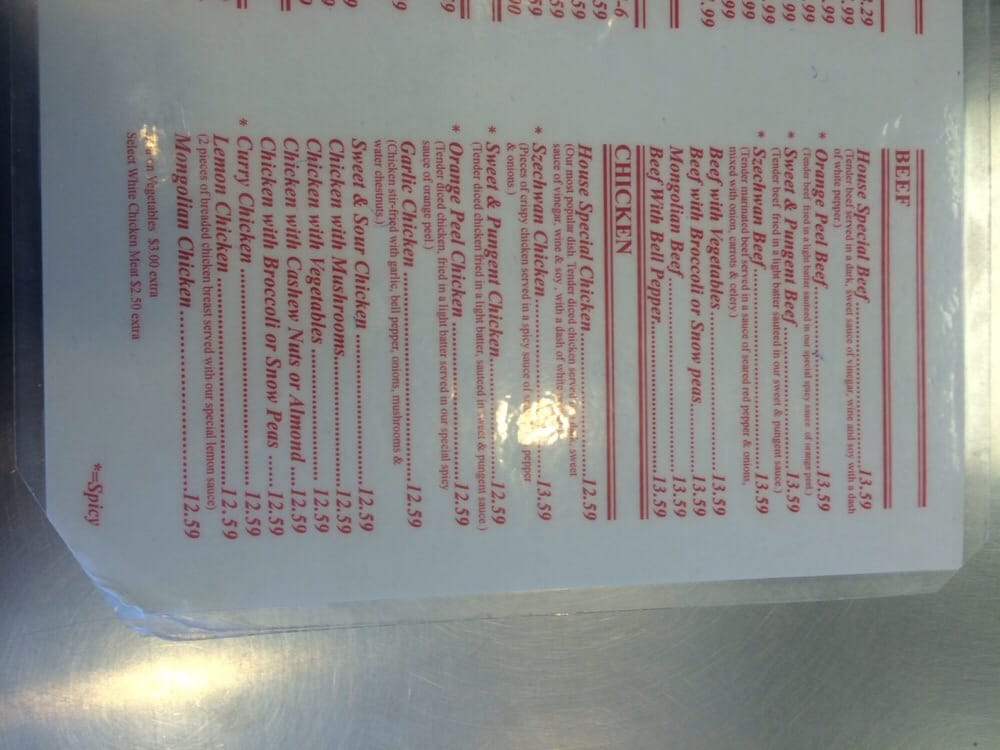 BEEF
House Special Beef..........................13.59
(Tender beef served in a dark, sweet sauce of vinegar, wine and soy with a dash
of white pepper.)
* Orange Peel Beef..............................13.59
(Tender beef fried in a light batter sauteed in our special spicy sauce of orange peel.)
* Sweet & Pungent Beef......................13.59
(Tender beef fried in a light batter sauteed in our sweet & pungent sauce.)
* Szechwan Beef.................................13.59
(Tender marinated beef served in a sauce of seared red pepper & onions,
mixed with onion, carrots & celery.)
Beef with Vegetables..........................13.59
Beef with Broccoli or Snow peas..........13.59
Mongolian Beef.................................13.59
Beef With Bell Pepper........................13.59
CHICKEN
House Special Chicken......................12.59
(Our most popular dish. Tender diced chicken served dark sweet
sauce of vinegar, wine & soy, with a dash of white
* Szechwan Chicken..........................13.59
(Pieces of crispy chicken served in a spicy sauce of pepper
& onions.)
* Sweet & Pungent Chicken.................12.59
(Tender diced chicken fried in a light batter, sauteed in sweet & pungent sauce.)
* Orange Peel Chicken.......................12.59
(Tender diced chicken, fried in a light batter served in our special spicy
sauce of orange peel.)
Garlic Chicken.................................12.59
(Chicken stir-fried with garlic, bell pepper, onions, mushrooms &
water chestnuts.)
Sweet & Sour Chicken......................12.59
Chicken with Mushrooms..................12.59
Chicken with Vegetables...................12.59
Chicken with Cashew Nuts or Almond....12.59
Chicken with Broccoli or Snow Peas.....12.59
* Curry Chicken..............................12.59
Lemon Chicken..............................12.59
(2 pieces of breaded chicken breast served with our special lemon sauce)
Mongolian Chicken.........................12.59
Vegetables $3.00 extra
Select White Chicken Meat $2.50 extra
*=Spicy